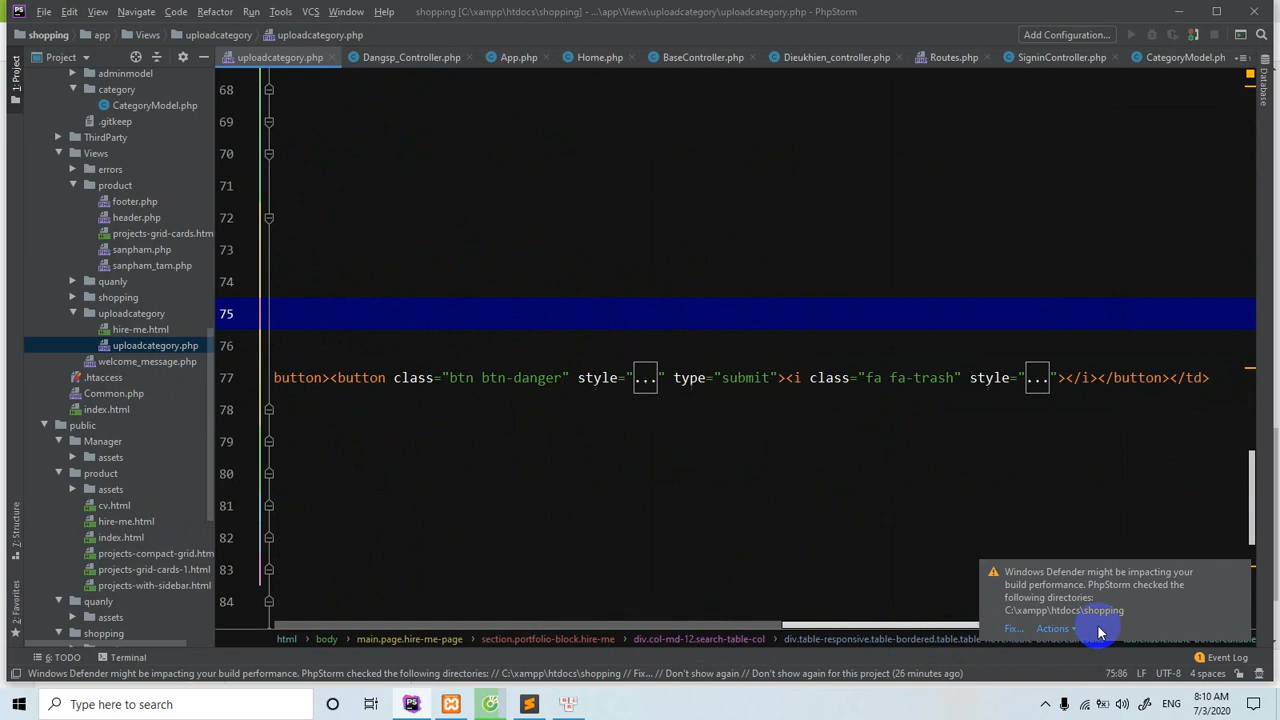 File Edit View Navigate Code Refactor Run Tools VCS Window Help shopping [C:\xampp\htdocs\shopping] - ...\app\Views\uploadcategory\uploadcategory.php - PhpStorm
shopping app Views uploadcategory uploadcategory.php Add Configuration...
Project uploadcategory.php Dangsp_Controller.php App.php Home.php BaseController.php Dieukhien_controller.php Routes.php SigninController.php CategoryModel.ph
1: Project
Database
7: Structure
2: Favorites
adminmodel
category
CategoryModel.php
.gitkeep
ThirdParty
Views
errors
product
footer.php
header.php
projects-grid-cards.htm
sanpham.php
sanpham_tam.php
quanly
shopping
uploadcategory
hire-me.html
uploadcategory.php
welcome_message.php
.htaccess
Common.php
index.html
public
Manager
assets
product
assets
cv.html
hire-me.html
index.html
projects-compact-grid.htm
projects-grid-cards-1.html
projects-with-sidebar.html
quanly
assets
shopping
68
69
70
71
72
73
74
75
76
77 button><button class="btn btn-danger" style="..." type="submit"><i class="fa fa-trash" style="..."></i></button></td>
78
79
80
81
82
83
84
Windows Defender might be impacting your
build performance. PhpStorm checked the
following directories:
C:\xampp\htdocs\shopping
Fix... Actions
html body main.page.hire-me-page section.portfolio-block.hire-me div.col-md-12.search-table-col div.table-responsive.table-bordered.table.table-
6: TODO Terminal 1 Event Log
Windows Defender might be impacting your build performance. PhpStorm checked the following directories: // C:\xampp\htdocs\shopping // Fix... // Don't show again // Don't show again for this project (26 minutes ago) 75:86 LF UTF-8 4 spaces
Type here to search ENG 8:10 AM
7/3/2020